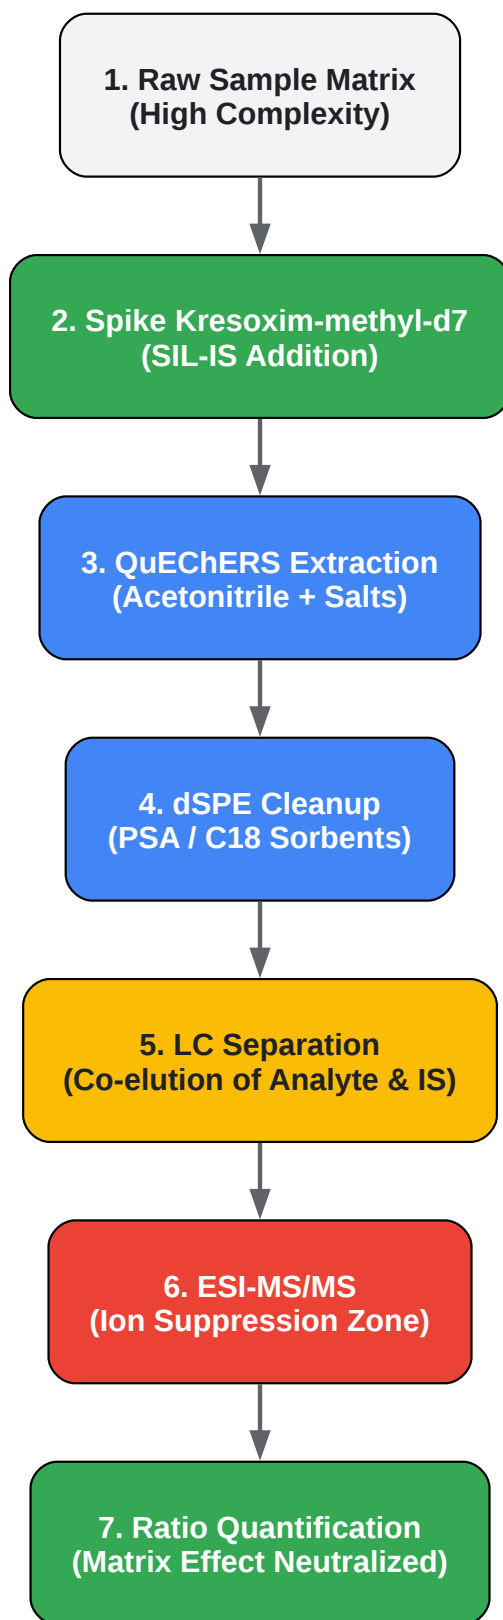 1. Raw Sample Matrix
(High Complexity)
2. Spike Kresoxim-methyl-d7
(SIL-IS Addition)
3. QuEChERS Extraction
(Acetonitrile + Salts)
4. dSPE Cleanup
(PSA / C18 Sorbents)
5. LC Separation
(Co-elution of Analyte & IS)
6. ESI-MS/MS
(Ion Suppression Zone)
7. Ratio Quantification
(Matrix Effect Neutralized)